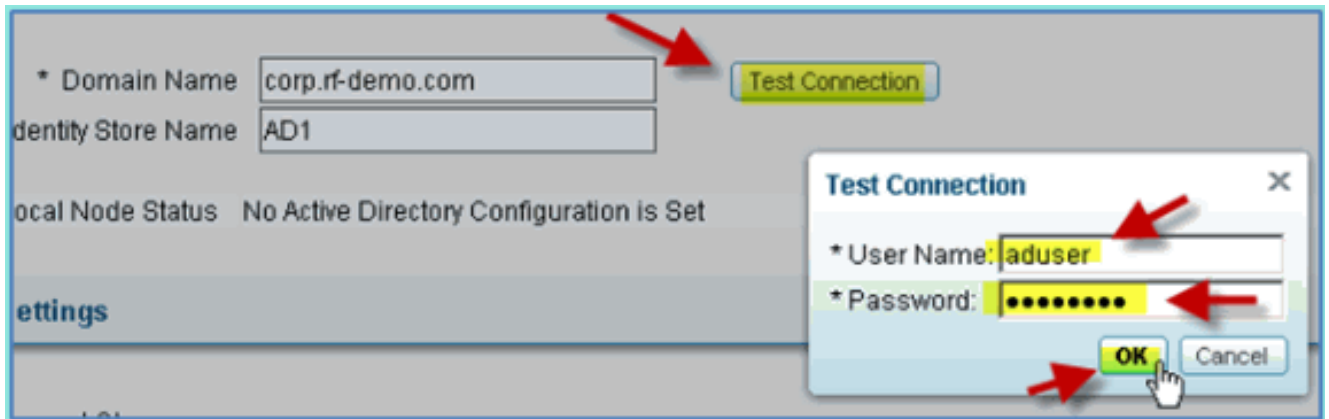 * Domain Name corp.rf-demo.com Test Connection
dentity Store Name AD1
ocal Node Status No Active Directory Configuration is Set
ettings
Test Connection ×
* User Name: aduser
* Password: ••••••••
OK Cancel